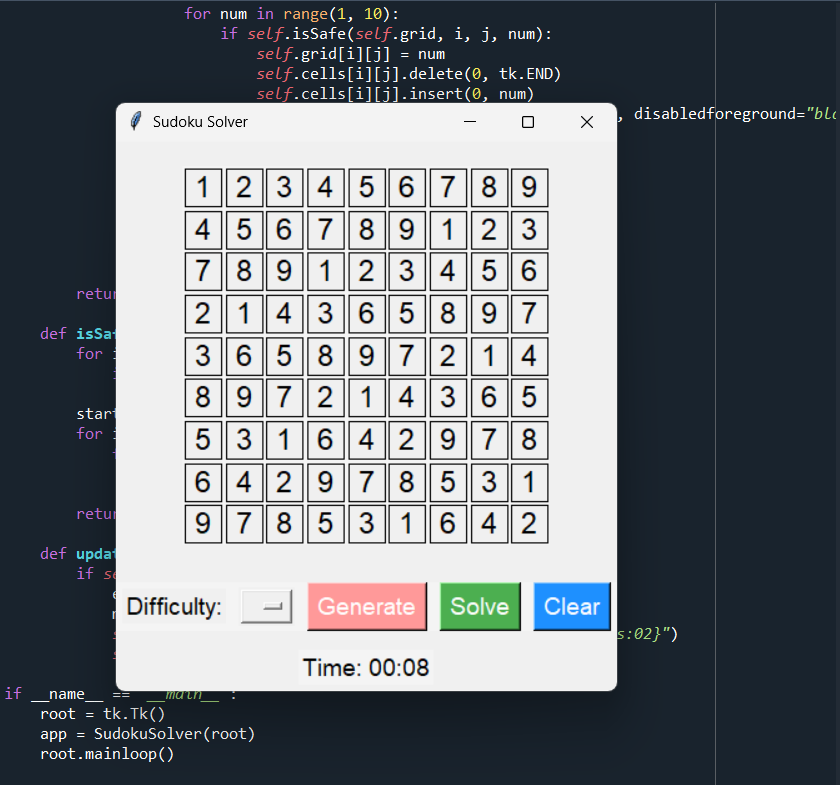 for num in range(1, 10):
if self.isSafe(self.grid, i, j, num):
self.grid[i][j] = num
self.cells[i][j].delete(0, tk.END)
self.cells[i][j].insert(0, num)
, disabledforeground="bla
Sudoku Solver
1 2 3 4 5 6 7 8 9
4 5 6 7 8 9 1 2 3
7 8 9 1 2 3 4 5 6
2 1 4 3 6 5 8 9 7
3 6 5 8 9 7 2 1 4
8 9 7 2 1 4 3 6 5
5 3 1 6 4 2 9 7 8
6 4 2 9 7 8 5 3 1
9 7 8 5 3 1 6 4 2
Difficulty: Generate Solve Clear
Time: 00:08
retur
def isSa
for
start
for
retur
def updat
if se
s:02}")
if __name__ ==
root = tk.Tk()
app = SudokuSolver(root)
root.mainloop()